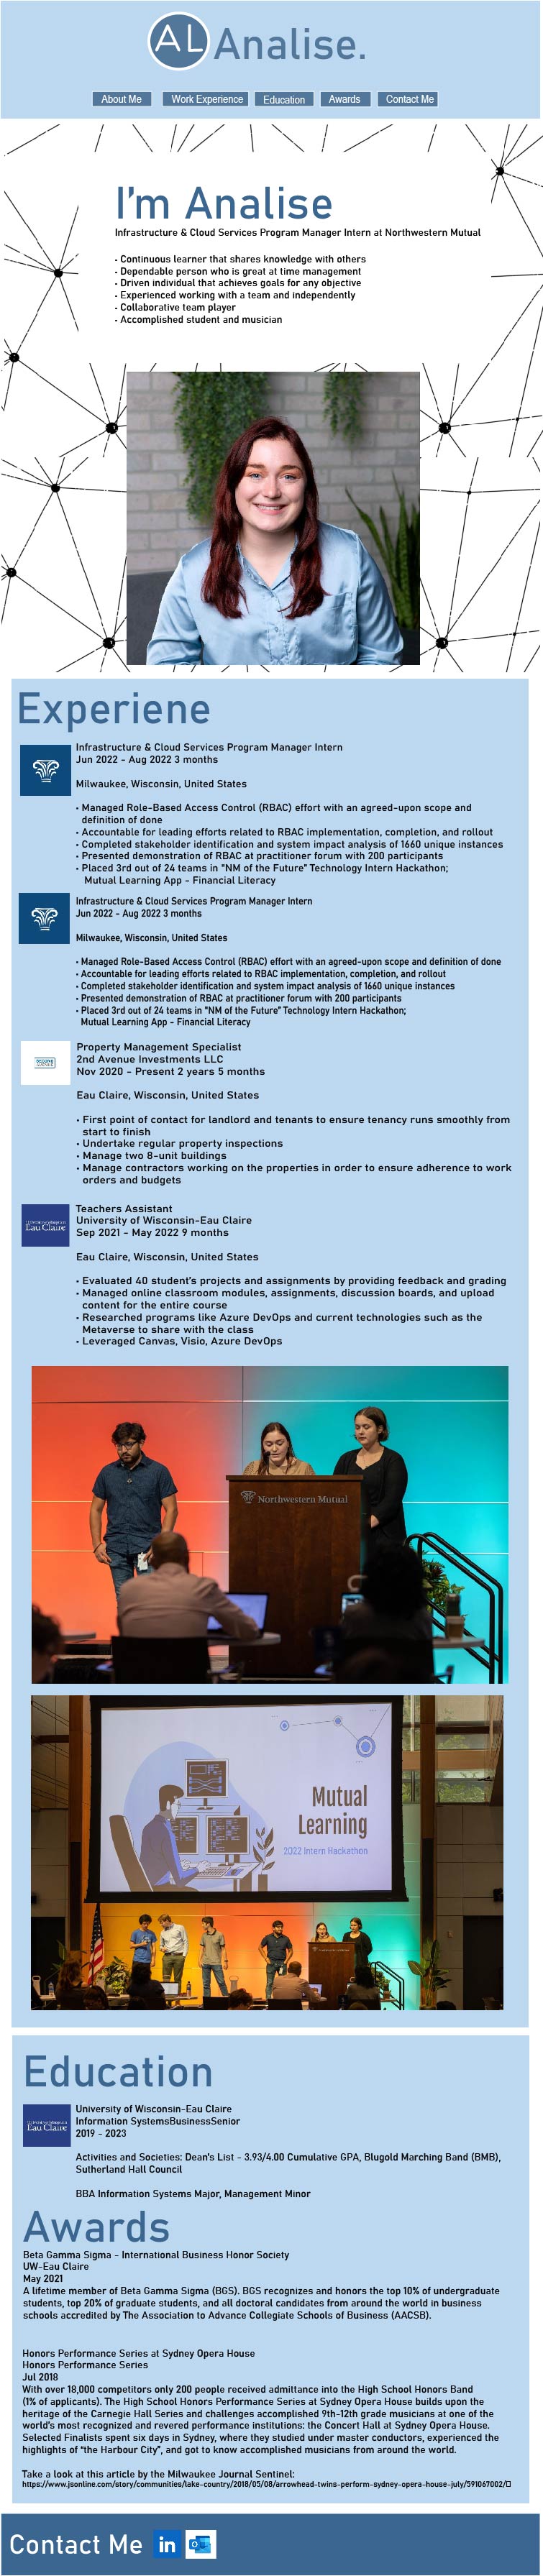 AL Analise.
About Me Work Experience Education Awards Contact Me
I'm Analise
Infrastructure & Cloud Services Program Manager Intern at Northwestern Mutual
• Continuous learner that shares knowledge with others
• Dependable person who is great at time management
• Driven individual that achieves goals for any objective
• Experienced working with a team and independently
• Collaborative team player
• Accomplished student and musician
Experiene
Infrastructure & Cloud Services Program Manager Intern
Jun 2022 - Aug 2022 3 months
Milwaukee, Wisconsin, United States
• Managed Role-Based Access Control (RBAC) effort with an agreed-upon scope and
definition of done
• Accountable for leading efforts related to RBAC implementation, completion, and rollout
• Completed stakeholder identification and system impact analysis of 1660 unique instances
• Presented demonstration of RBAC at practitioner forum with 200 participants
• Placed 3rd out of 24 teams in "NM of the Future" Technology Intern Hackathon;
Mutual Learning App - Financial Literacy
Infrastructure & Cloud Services Program Manager Intern
Jun 2022 - Aug 2022 3 months
Milwaukee, Wisconsin, United States
• Managed Role-Based Access Control (RBAC) effort with an agreed-upon scope and definition of done
• Accountable for leading efforts related to RBAC implementation, completion, and rollout
• Completed stakeholder identification and system impact analysis of 1660 unique instances
• Presented demonstration of RBAC at practitioner forum with 200 participants
• Placed 3rd out of 24 teams in "NM of the Future" Technology Intern Hackathon;
Mutual Learning App - Financial Literacy
Property Management Specialist
2nd Avenue Investments LLC
Nov 2020 - Present 2 years 5 months
Eau Claire, Wisconsin, United States
• First point of contact for landlord and tenants to ensure tenancy runs smoothly from
start to finish
• Undertake regular property inspections
• Manage two 8-unit buildings
• Manage contractors working on the properties in order to ensure adherence to work
orders and budgets
Eau Claire
Teachers Assistant
University of Wisconsin-Eau Claire
Sep 2021 - May 2022 9 months
Eau Claire, Wisconsin, United States
• Evaluated 40 student's projects and assignments by providing feedback and grading
• Managed online classroom modules, assignments, discussion boards, and upload
content for the entire course
• Researched programs like Azure DevOps and current technologies such as the
Metaverse to share with the class
• Leveraged Canvas, Visio, Azure DevOps
Northwestern Mutual
Mutual
Learning
2022 Intern Hackathon
Education
Eau Claire
University of Wisconsin-Eau Claire
Information SystemsBusinessSenior
2019 - 2023
Activities and Societies: Dean's List - 3.93/4.00 Cumulative GPA, Blugold Marching Band (BMB),
Sutherland Hall Council
BBA Information Systems Major, Management Minor
Awards
Beta Gamma Sigma - International Business Honor Society
UW-Eau Claire
May 2021
A lifetime member of Beta Gamma Sigma (BGS). BGS recognizes and honors the top 10% of undergraduate
students, top 20% of graduate students, and all doctoral candidates from around the world in business
schools accredited by The Association to Advance Collegiate Schools of Business (AACSB).
Honors Performance Series at Sydney Opera House
Honors Performance Series
Jul 2018
With over 18,000 competitors only 200 people received admittance into the High School Honors Band
(1% of applicants). The High School Honors Performance Series at Sydney Opera House builds upon the
heritage of the Carnegie Hall Series and challenges accomplished 9th-12th grade musicians at one of the
world's most recognized and revered performance institutions: the Concert Hall at Sydney Opera House.
Selected Finalists spent six days in Sydney, where they studied under master conductors, experienced the
highlights of "the Harbour City", and got to know accomplished musicians from around the world.
Take a look at this article by the Milwaukee Journal Sentinel:
https://www.jsonline.com/story/communities/lake-country/2018/05/08/arrowhead-twins-perform-sydney-opera-house-july/591067002/
Contact Me in